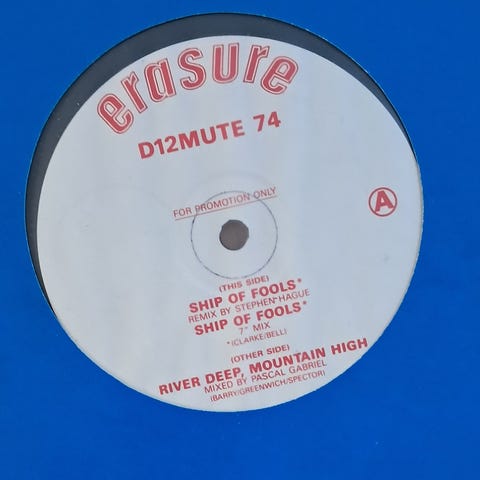 erasure
D12MUTE 74
FOR PROMOTION ONLY
A
(THIS SIDE)
SHIP OF FOOLS*
REMIX BY STEPHEN HAGUE
SHIP OF FOOLS*
7" MIX
*(CLARKE/BELL)
(OTHER SIDE)
RIVER DEEP, MOUNTAIN HIGH
MIXED BY PASCAL GABRIEL
(BARRY/GREENWICH/SPECTOR)